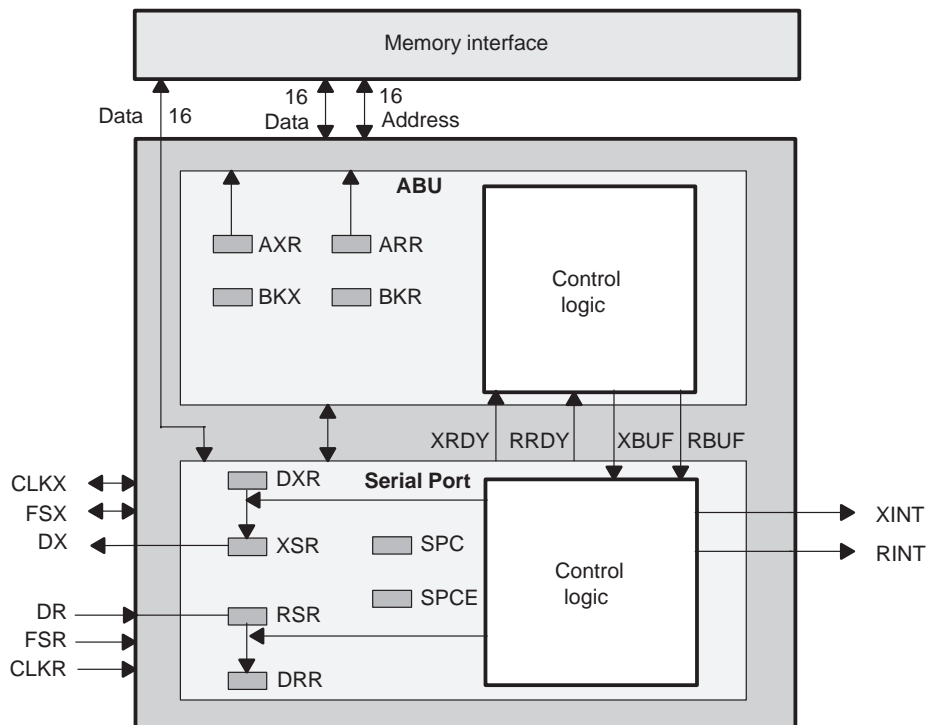 Memory interface
Data 16
16
Data
16
Address
ABU
AXR
ARR
BKX
BKR
Control
logic
XRDY RRDY XBUF RBUF
DXR
Serial Port
CLKX
FSX
DX
XSR
SPC
XINT
RINT
Control
logic
SPCE
DR
RSR
FSR
CLKR
DRR